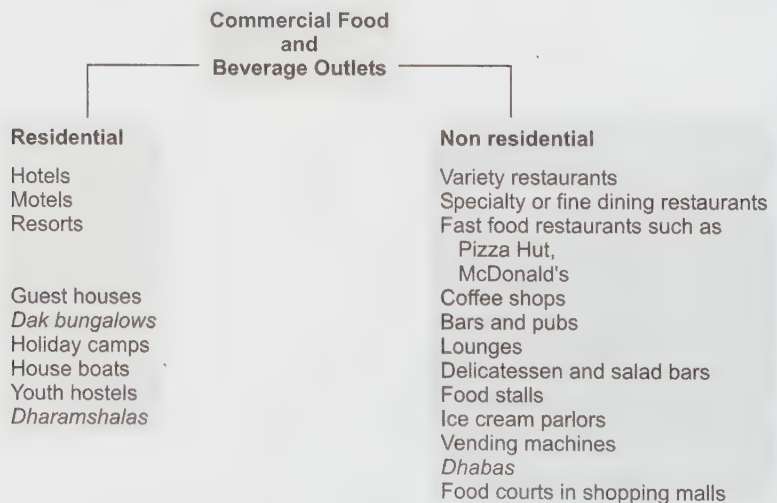 Commercial Food
and
Beverage Outlets
Residential
Hotels
Motels
Resorts
Guest houses
Dak bungalows
Holiday camps
House boats
Youth hostels
Dharamshalas
Non residential
Variety restaurants
Specialty or fine dining restaurants
Fast food restaurants such as
Pizza Hut,
McDonald's
Coffee shops
Bars and pubs
Lounges
Delicatessen and salad bars
Food stalls
Ice cream parlors
Vending machines
Dhabas
Food courts in shopping malls